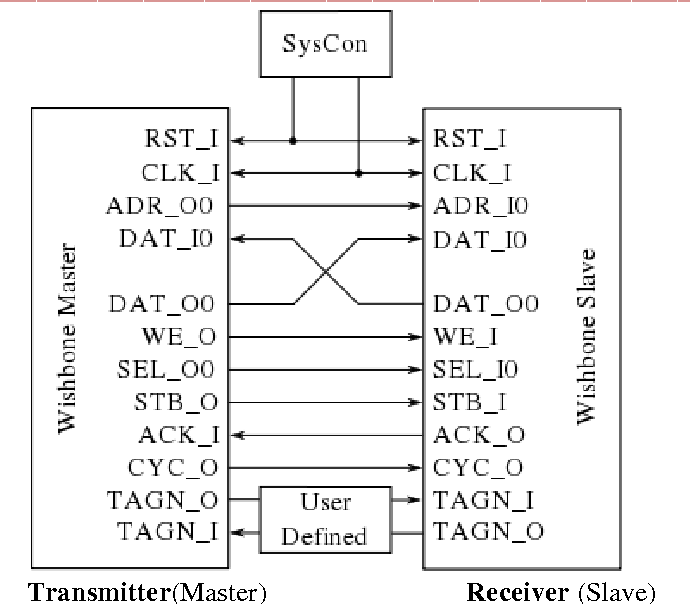 SysCon
RST_I
CLK_I
ADR_O0
DAT_I0
DAT_O0
WE_O
SEL_O0
STB_O
ACK_I
CYC_O
TAGN_O
TAGN_I
Wishbone Master
User
Defined
RST_I
CLK_I
ADR_I0
DAT_I0
DAT_O0
WE_I
SEL_I0
STB_I
ACK_O
CYC_O
TAGN_I
TAGN_O
Wishbone Slave
Transmitter(Master)
Receiver (Slave)